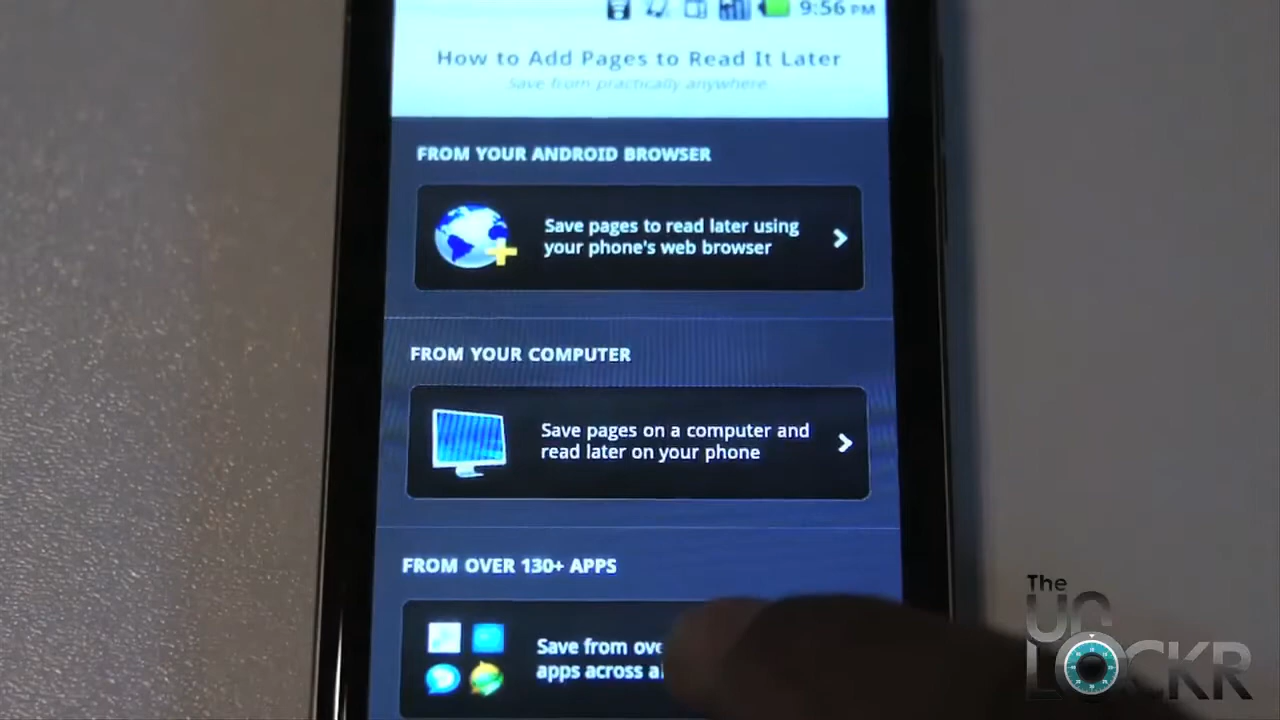 9:56 PM
How to Add Pages to Read It Later
Save from practically anywhere
FROM YOUR ANDROID BROWSER
Save pages to read later using
your phone's web browser
FROM YOUR COMPUTER
Save pages on a computer and
read later on your phone
FROM OVER 130+ APPS
Save from
apps across
The
UN
LOCKR